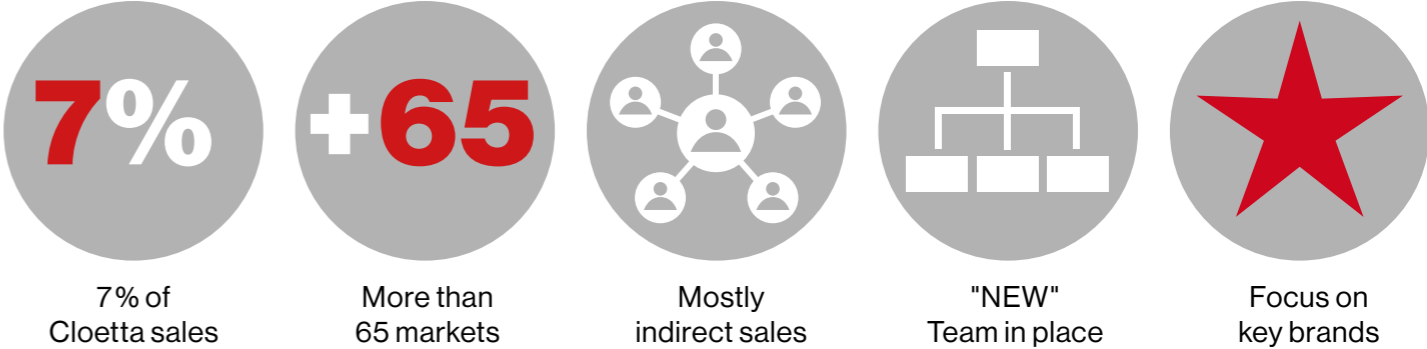 7%
+65
7% of
Cloetta sales
More than
65 markets
Mostly
indirect sales
"NEW"
Team in place
Focus on
key brands